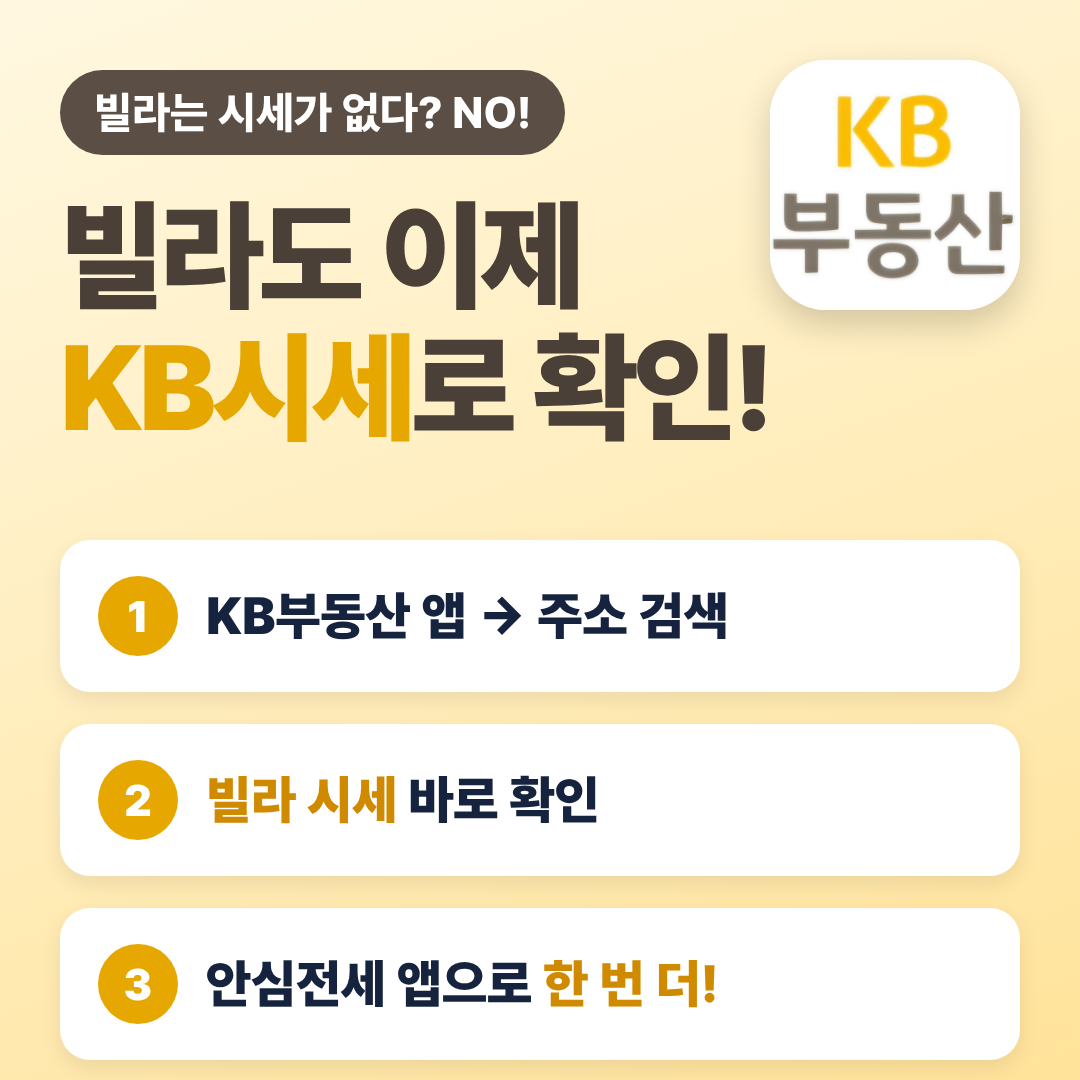 빌라는 시세가 없다? NO!
KB
부동산
빌라도 이제
KB시세로 확인!
1 KB부동산 앱 → 주소 검색
2 빌라 시세 바로 확인
3 안심전세 앱으로 한 번 더!